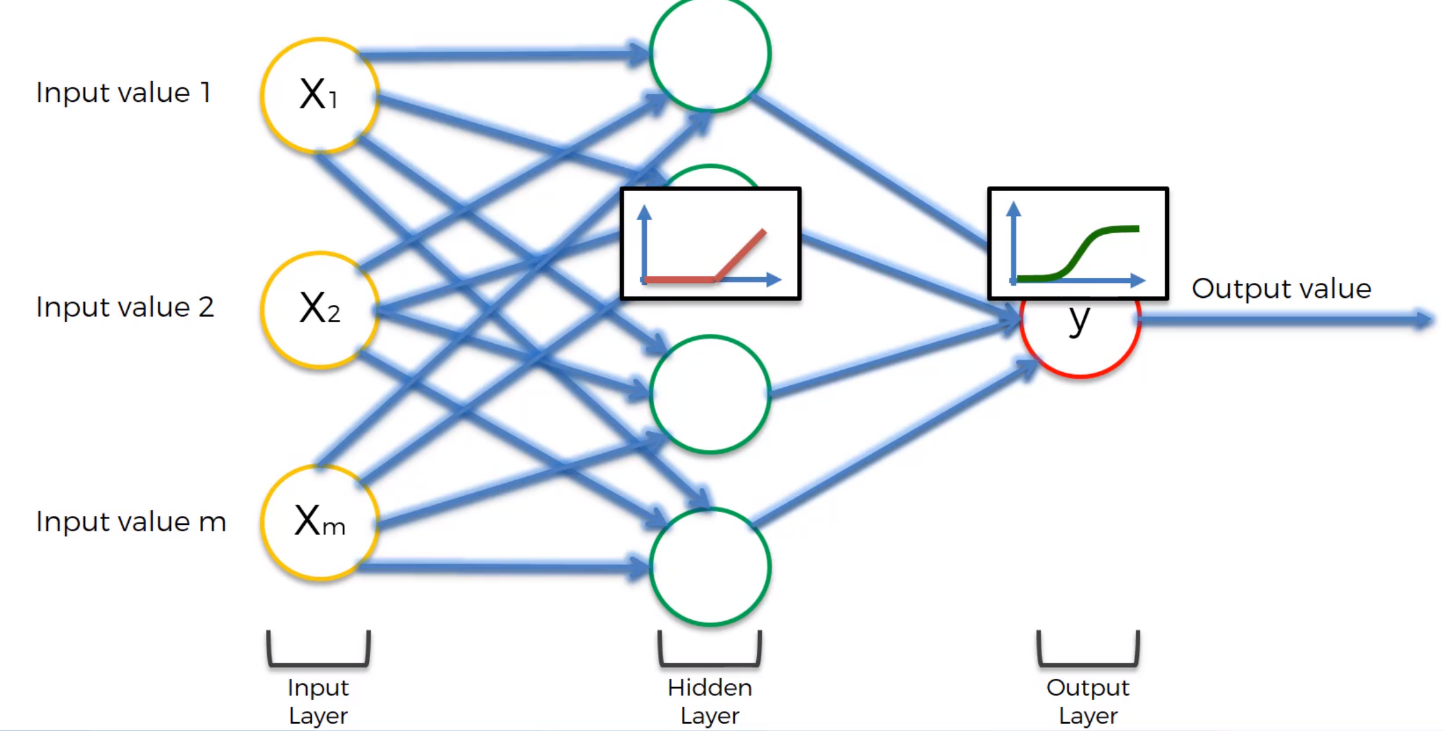 Input value 1
X1
Input value 2
X2
Input value m
Xm
y
Output value
Input
Layer
Hidden
Layer
Output
Layer